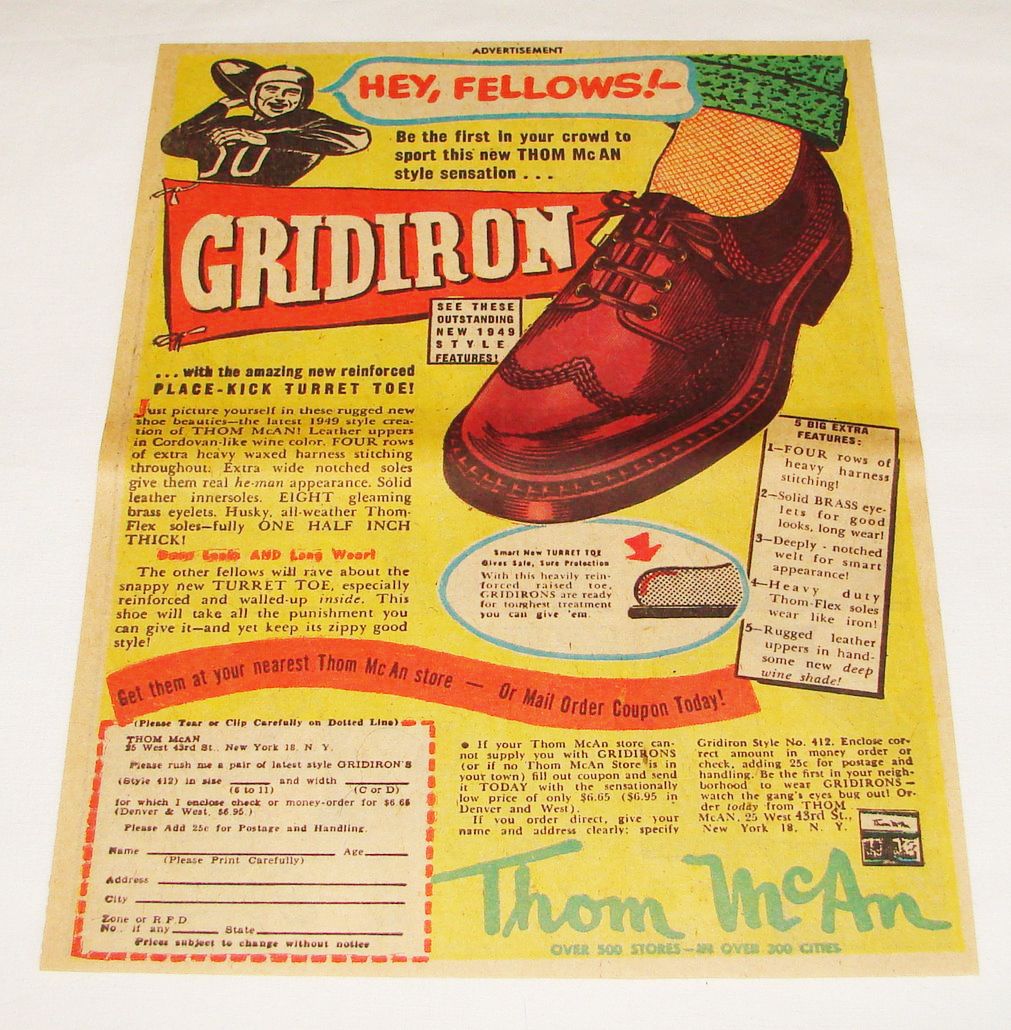 ADVERTISEMENT
HEY, FELLOWS!—
Be the first in your crowd to
sport this new THOM McAN
style sensation . . .
GRIDIRON
SEE THESE
OUTSTANDING
NEW 1949
STYLE
FEATURES!
. . . with the amazing new reinforced
PLACE-KICK TURRET TOE!
Just picture yourself in these rugged new
shoe beauties—the latest 1949 style crea-
tion of THOM McAN! Leather uppers
in Cordovan-like wine color. FOUR rows
of extra heavy waxed harness stitching
throughout. Extra wide notched soles
give them real he-man appearance. Solid
leather innersoles. EIGHT gleaming
brass eyelets. Husky, all-weather Thom-
Flex soles—fully ONE HALF INCH
THICK!
Looks AND Long Wear!
The other fellows will rave about the
snappy new TURRET TOE, especially
reinforced and walled-up inside. This
shoe will take all the punishment you
can give it—and yet keep its zippy good
style!
5 BIG EXTRA
FEATURES:
1—FOUR rows of
heavy harness
stitching!
2—Solid BRASS eye-
lets for good
looks, long wear!
3—Deeply - notched
welt for smart
appearance!
4—Heavy duty
Thom-Flex soles
wear like iron!
5—Rugged leather
uppers in hand-
some new deep
wine shade!
Smart New TURRET TOE
Gives Safe, Sure Protection
With this heavily rein-
forced raised toe,
GRIDIRONS are ready
for toughest treatment
you can give 'em.
Get them at your nearest Thom McAn store — Or Mail Order Coupon Today!
(Please Tear or Clip Carefully on Dotted Line)
THOM McAN
25 West 43rd St., New York 18, N. Y.
Please rush me a pair of latest style GRIDIRON'S
(Style 412) in size ____ and width ____
(6 to 11) (C or D)
for which I enclose check or money-order for $6.65
(Denver & West, $6.95.)
Please Add 25c for Postage and Handling.
Name ____ Age ____
(Please Print Carefully)
Address ____
City ____
Zone or R.F.D.
No. if any ____ State ____
Prices subject to change without notice
● If your Thom McAn store can-
not supply you with GRIDIRONS
(or if no Thom McAn Store is in
your town) fill out coupon and send
it TODAY with the sensationally
low price of only $6.65 ($6.95 in
Denver and West).
If you order direct, give your
name and address clearly; specify
Gridiron Style No. 412. Enclose cor-
rect amount in money order or
check, adding 25c for postage and
handling. Be the first in your neigh-
borhood to wear GRIDIRONS —
watch the gang's eyes bug out! Or-
der today from THOM
McAN, 25 West 43rd St.,
New York 18, N. Y.
Thom McAn
OVER 500 STORES—IN OVER 300 CITIES